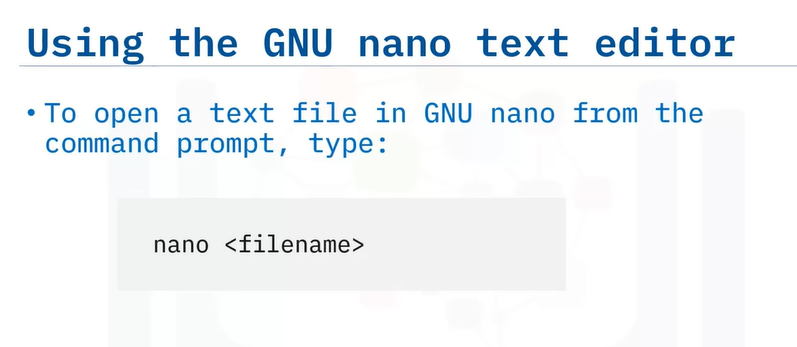 Using the GNU nano text editor
• To open a text file in GNU nano from the
command prompt, type:
nano <filename>